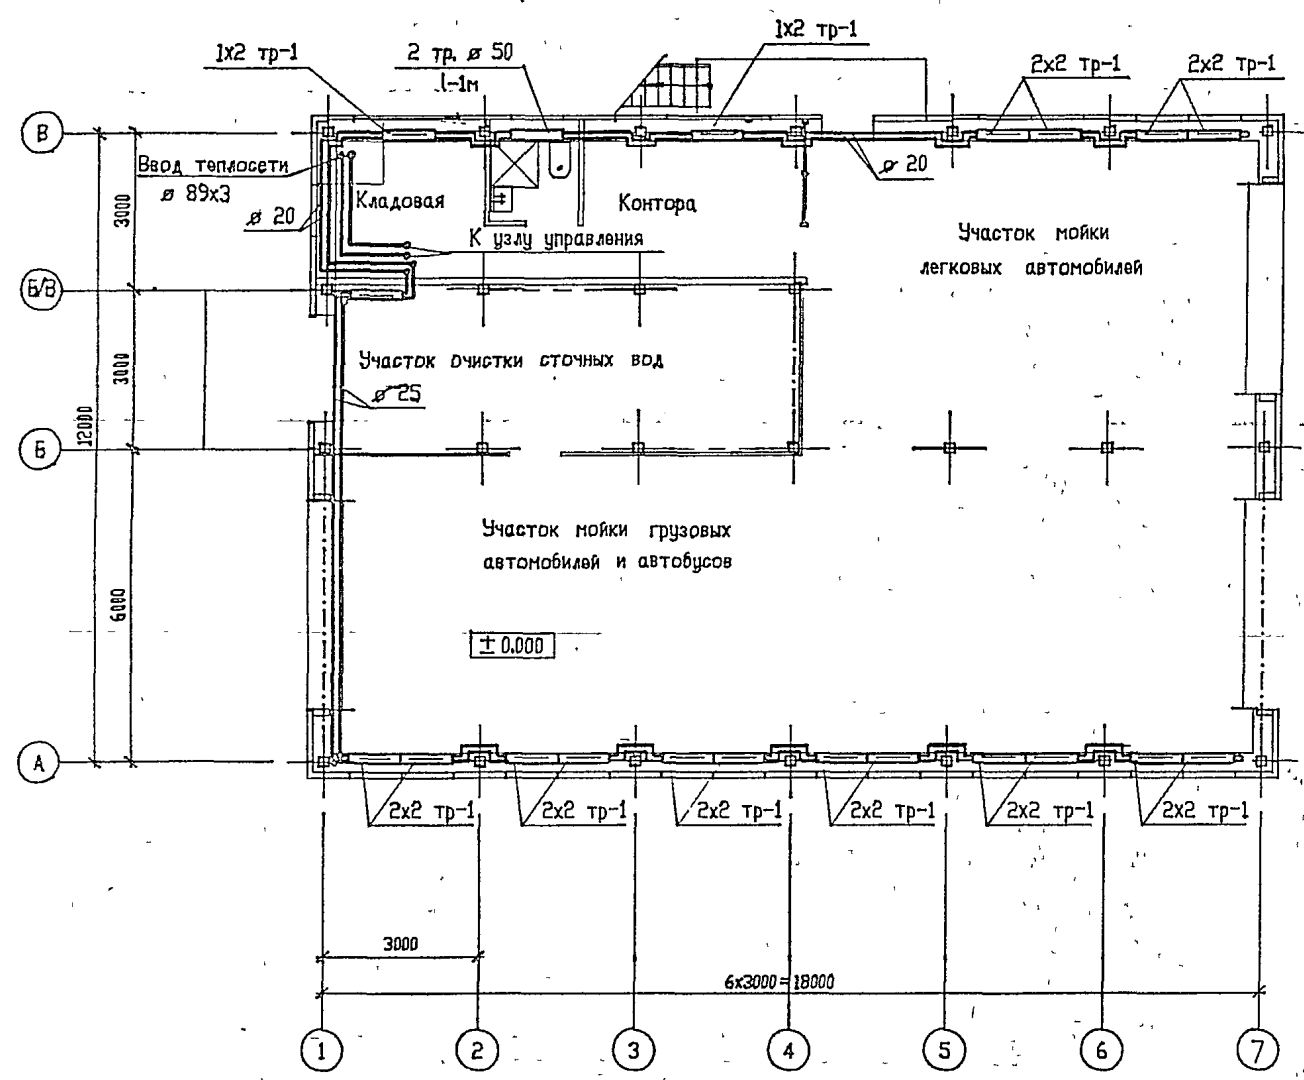 1х2 тр-1
2 тр. ⌀ 50
l-1м
1х2 тр-1
2х2 тр-1
2х2 тр-1
В
Ввод теплосети
⌀ 89х3
⌀ 20
Кладовая
Контора
⌀ 20
К узлу управления
Участок мойки
легковых автомобилей
3000
Б/В
Участок очистки сточных вод
⌀ 25
3000
12000
Б
Участок мойки грузовых
автомобилей и автобусов
6000
± 0.000
А
2х2 тр-1
2х2 тр-1
2х2 тр-1
2х2 тр-1
2х2 тр-1
2х2 тр-1
3000
6х3000=18000
1
2
3
4
5
6
7